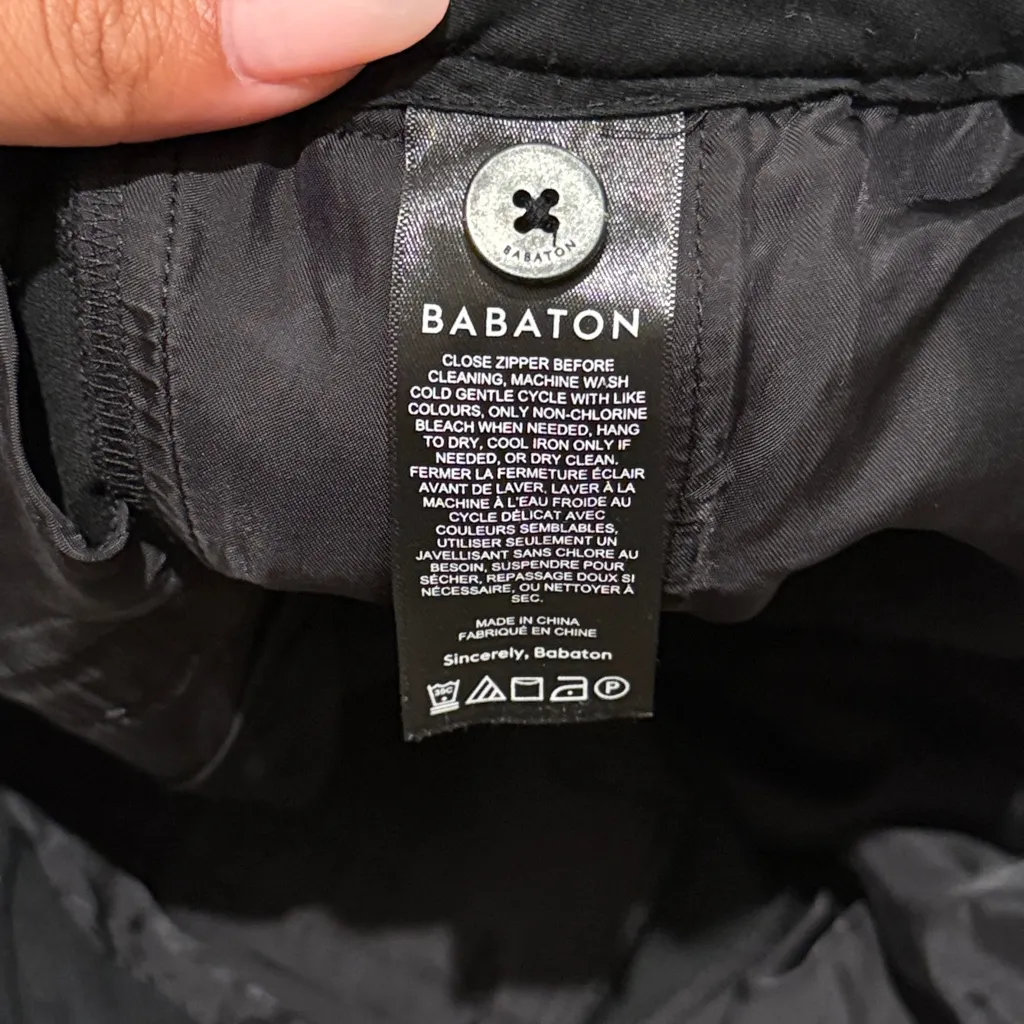 BABATON
BABATON
CLOSE ZIPPER BEFORE
CLEANING, MACHINE WASH
COLD GENTLE CYCLE WITH LIKE
COLOURS, ONLY NON-CHLORINE
BLEACH WHEN NEEDED, HANG
TO DRY, COOL IRON ONLY IF
NEEDED, OR DRY CLEAN.
FERMER LA FERMETURE ÉCLAIR
AVANT DE LAVER, LAVER À LA
MACHINE À L'EAU FROIDE AU
CYCLE DÉLICAT AVEC
COULEURS SEMBLABLES,
UTILISER SEULEMENT UN
JAVELLISANT SANS CHLORE AU
BESOIN, SUSPENDRE POUR
SÉCHER, REPASSAGE DOUX SI
NÉCESSAIRE, OU NETTOYER À
SEC.
MADE IN CHINA
FABRIQUÉ EN CHINE
Sincerely, Babaton
30C P